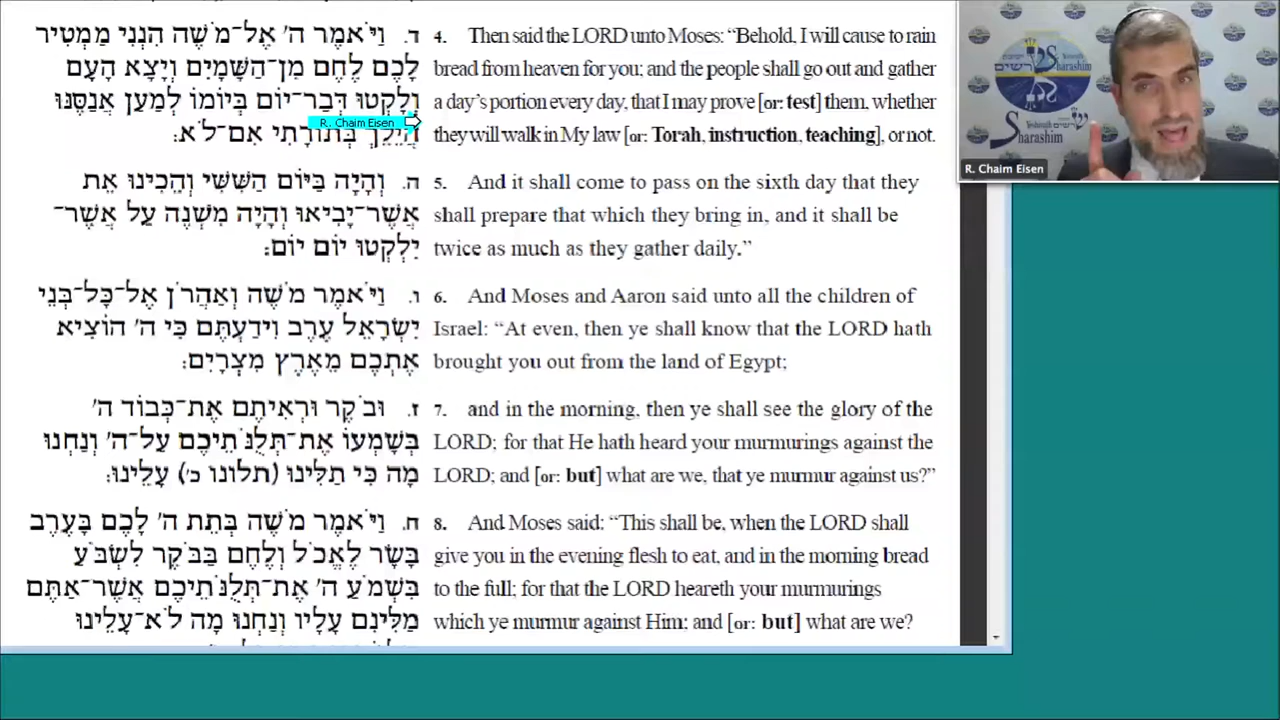 ד. וַיֹּאמֶר ה' אֶל־מֹשֶׁה הִנְנִי מַמְטִיר
לָכֶם לֶחֶם מִן־הַשָּׁמָיִם וְיָצָא הָעָם
וְלָקְטוּ דְּבַר־יוֹם בְּיוֹמוֹ לְמַעַן אֲנַסֶּנּוּ
הֲיֵלֵךְ בְּתוֹרָתִי אִם־לֹא:
R. Chaim Eisen
4. Then said the LORD unto Moses: “Behold, I will cause to rain
bread from heaven for you; and the people shall go out and gather
a day’s portion every day, that I may prove [or: test] them, whether
they will walk in My law [or: Torah, instruction, teaching], or not.
ה. וְהָיָה בַּיּוֹם הַשִּׁשִּׁי וְהֵכִינוּ אֵת
אֲשֶׁר־יָבִיאוּ וְהָיָה מִשְׁנֶה עַל אֲשֶׁר־
יִלְקְטוּ יוֹם יוֹם:
5. And it shall come to pass on the sixth day that they
shall prepare that which they bring in, and it shall be
twice as much as they gather daily.”
ו. וַיֹּאמֶר מֹשֶׁה וְאַהֲרֹן אֶל־כָּל־בְּנֵי
יִשְׂרָאֵל עֶרֶב וִידַעְתֶּם כִּי ה' הוֹצִיא
אֶתְכֶם מֵאֶרֶץ מִצְרָיִם:
6. And Moses and Aaron said unto all the children of
Israel: “At even, then ye shall know that the LORD hath
brought you out from the land of Egypt;
ז. וּבֹקֶר וּרְאִיתֶם אֶת־כְּבוֹד ה'
בְּשָׁמְעוֹ אֶת־תְּלֻנֹּתֵיכֶם עַל־ה' וְנַחְנוּ
מָה כִּי תַלִּינוּ (תלונו כ') עָלֵינוּ:
7. and in the morning, then ye shall see the glory of the
LORD; for that He hath heard your murmurings against the
LORD; and [or: but] what are we, that ye murmur against us?”
ח. וַיֹּאמֶר מֹשֶׁה בְּתֵת ה' לָכֶם בָּעֶרֶב
בָּשָׂר לֶאֱכֹל וְלֶחֶם בַּבֹּקֶר לִשְׂבֹּעַ
בִּשְׁמֹעַ ה' אֶת־תְּלֻנֹּתֵיכֶם אֲשֶׁר־אַתֶּם
מַלִּינִם עָלָיו וְנַחְנוּ מָה לֹא־עָלֵינוּ
8. And Moses said: “This shall be, when the LORD shall
give you in the evening flesh to eat, and in the morning bread
to the full; for that the LORD heareth your murmurings
which ye murmur against Him; and [or: but] what are we?
Sharashim
Yeshivath
שרשים
Sharashim
R. Chaim Eisen